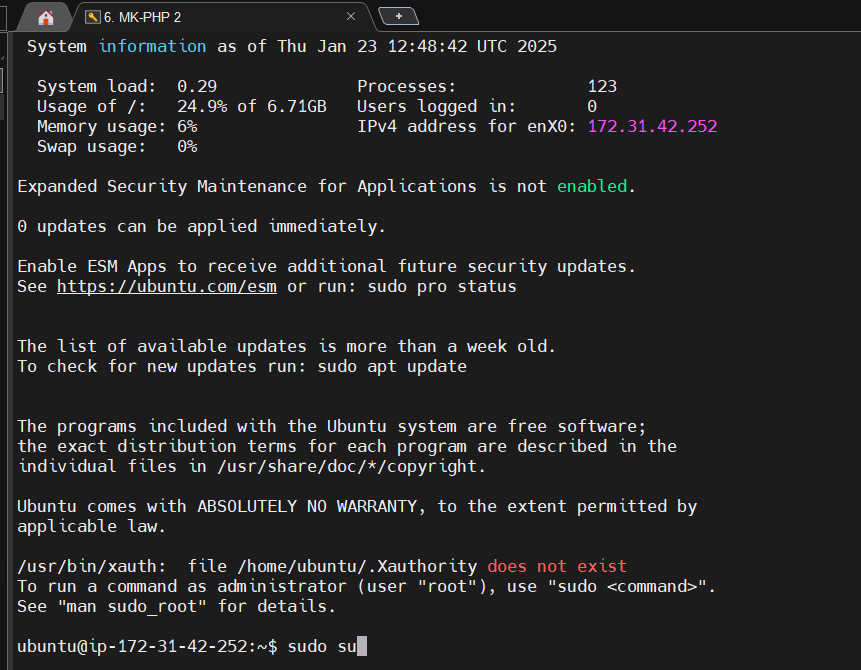 6. MK-PHP 2
System information as of Thu Jan 23 12:48:42 UTC 2025
System load: 0.29 Processes: 123
Usage of /: 24.9% of 6.71GB Users logged in: 0
Memory usage: 6% IPv4 address for enX0: 172.31.42.252
Swap usage: 0%
Expanded Security Maintenance for Applications is not enabled.
0 updates can be applied immediately.
Enable ESM Apps to receive additional future security updates.
See https://ubuntu.com/esm or run: sudo pro status
The list of available updates is more than a week old.
To check for new updates run: sudo apt update
The programs included with the Ubuntu system are free software;
the exact distribution terms for each program are described in the
individual files in /usr/share/doc/*/copyright.
Ubuntu comes with ABSOLUTELY NO WARRANTY, to the extent permitted by
applicable law.
/usr/bin/xauth:  file /home/ubuntu/.Xauthority does not exist
To run a command as administrator (user "root"), use "sudo <command>".
See "man sudo_root" for details.
ubuntu@ip-172-31-42-252:~$ sudo su